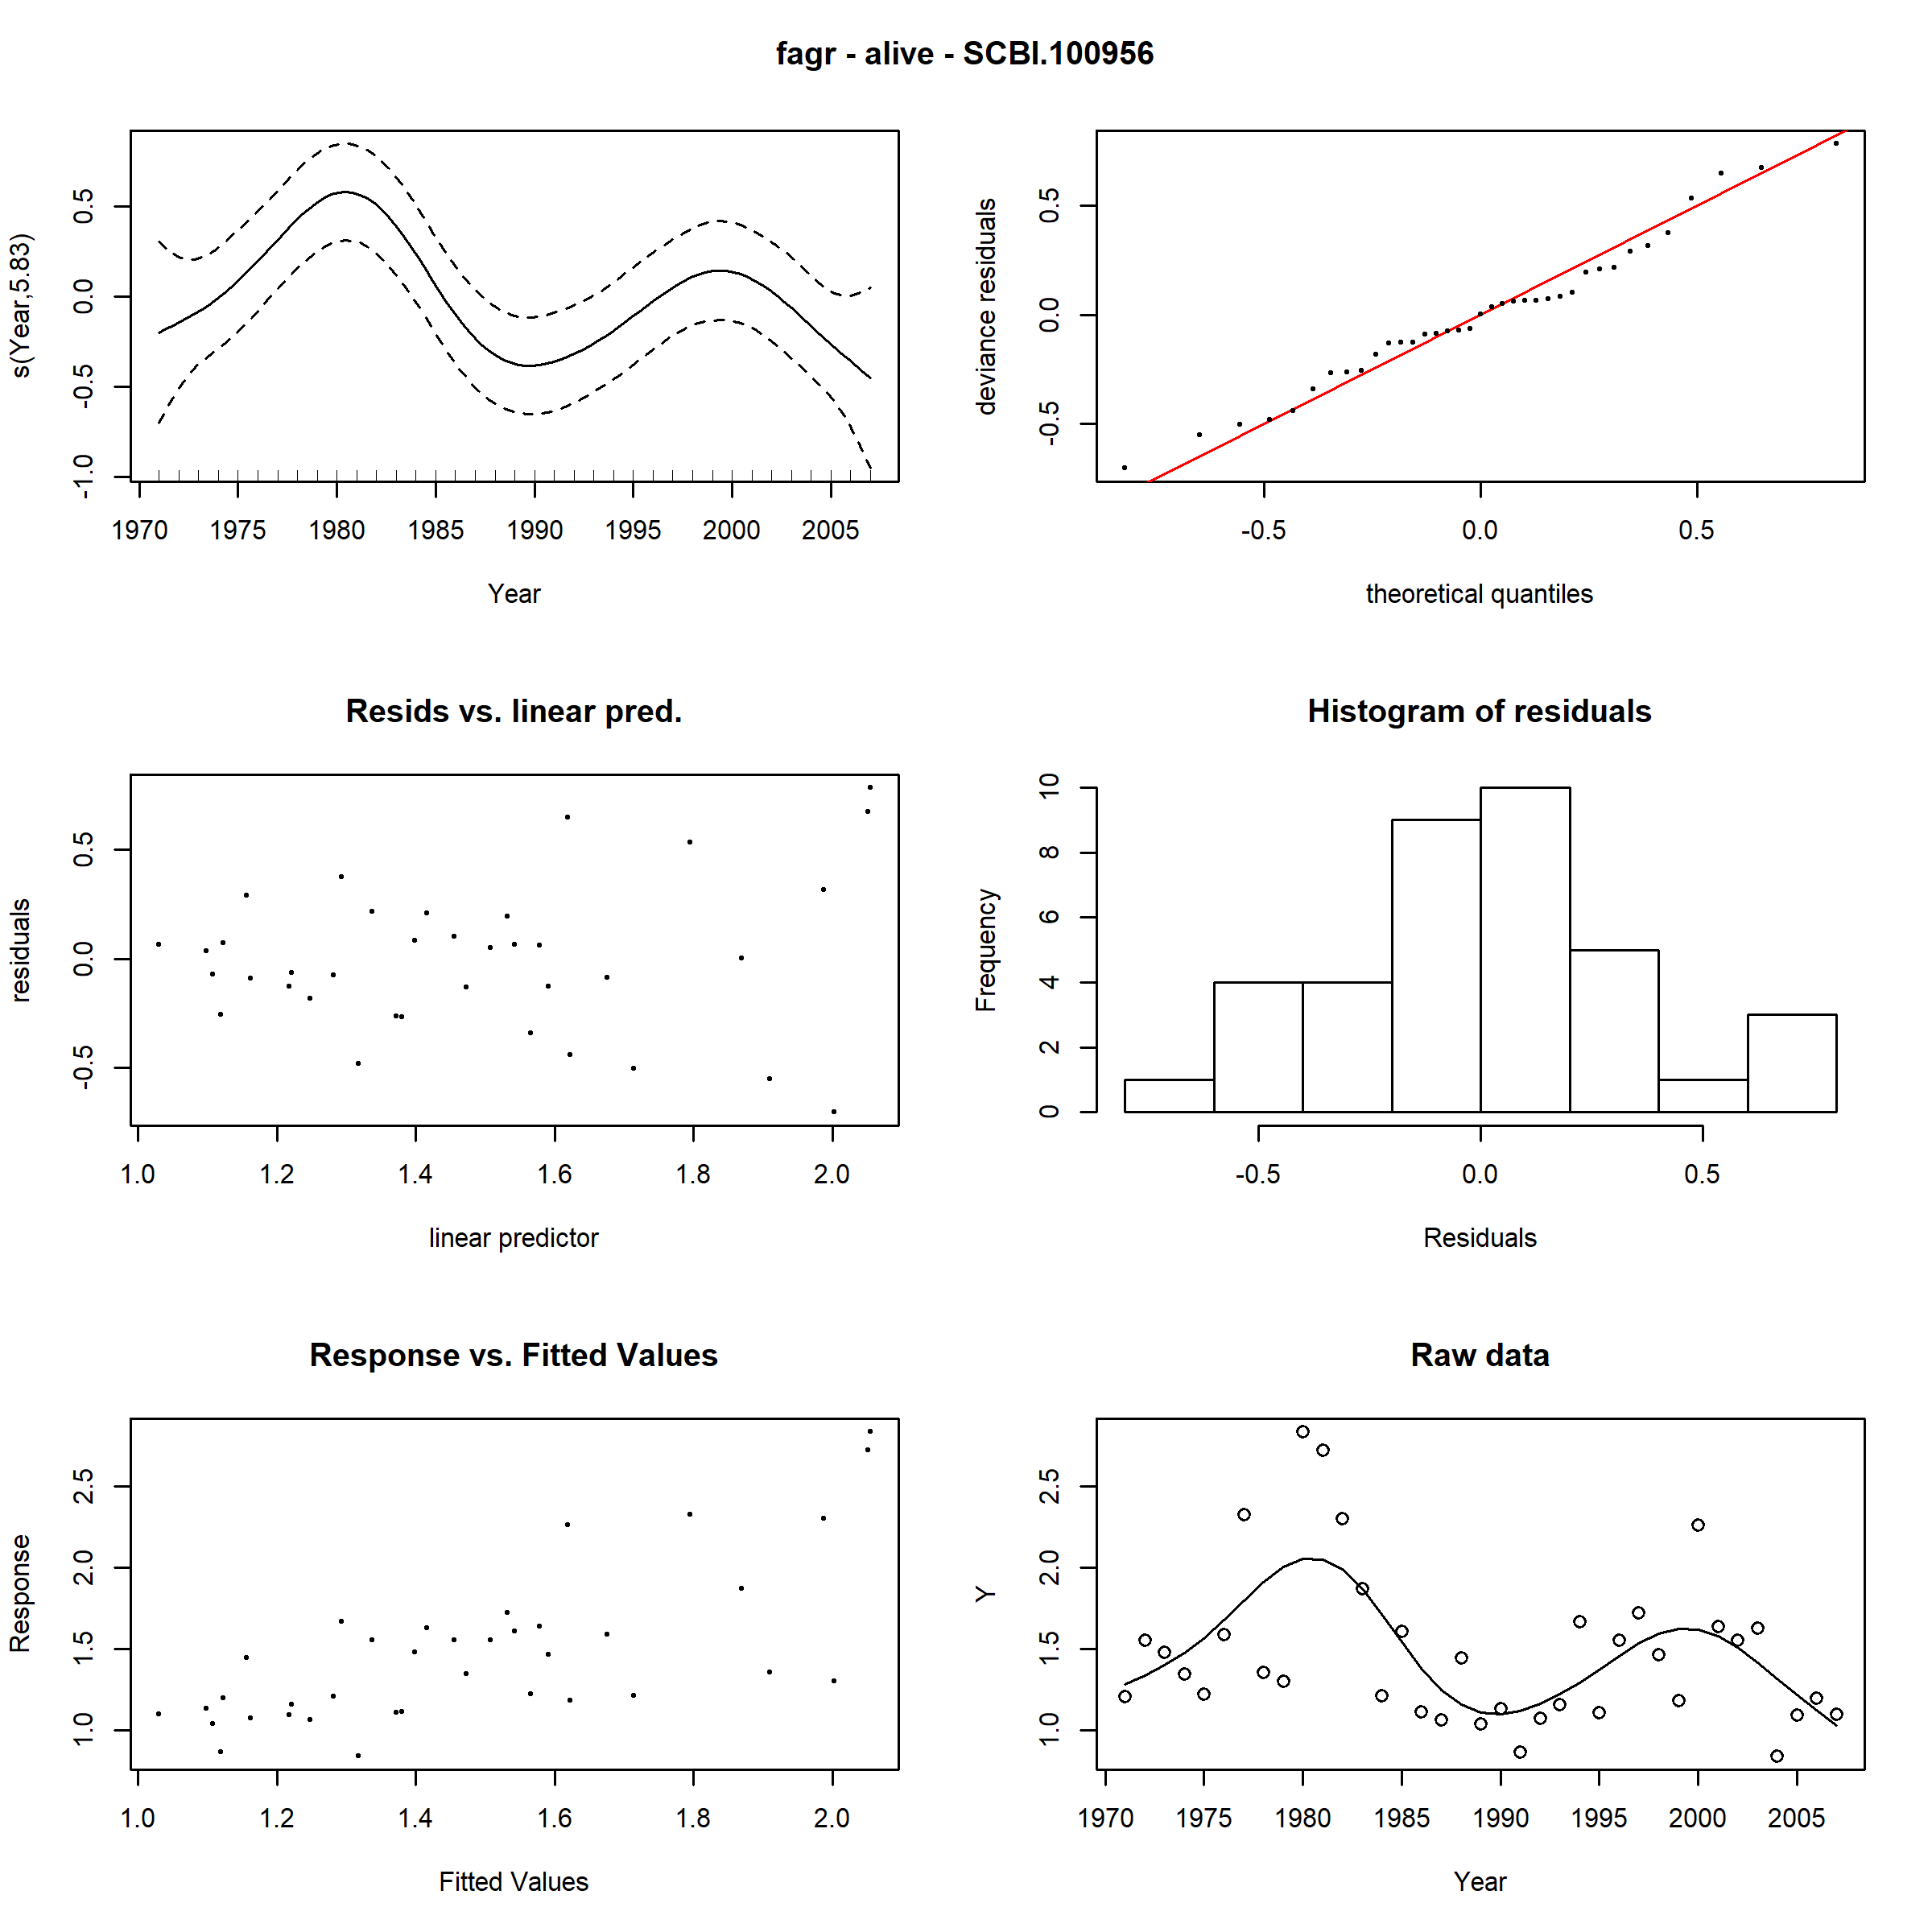 fagr - alive - SCBI.100956
s(Year,5.83)
0.5
0.0
-0.5
-1.0
1970 1975 1980 1985 1990 1995 2000 2005
Year
deviance residuals
0.5
0.0
-0.5
-0.5 0.0 0.5
theoretical quantiles
Resids vs. linear pred.
residuals
0.5
0.0
-0.5
1.0 1.2 1.4 1.6 1.8 2.0
linear predictor
Histogram of residuals
Frequency
10
8
6
4
2
0
-0.5 0.0 0.5
Residuals
Response vs. Fitted Values
Response
2.5
2.0
1.5
1.0
1.0 1.2 1.4 1.6 1.8 2.0
Fitted Values
Raw data
Y
2.5
2.0
1.5
1.0
1970 1975 1980 1985 1990 1995 2000 2005
Year